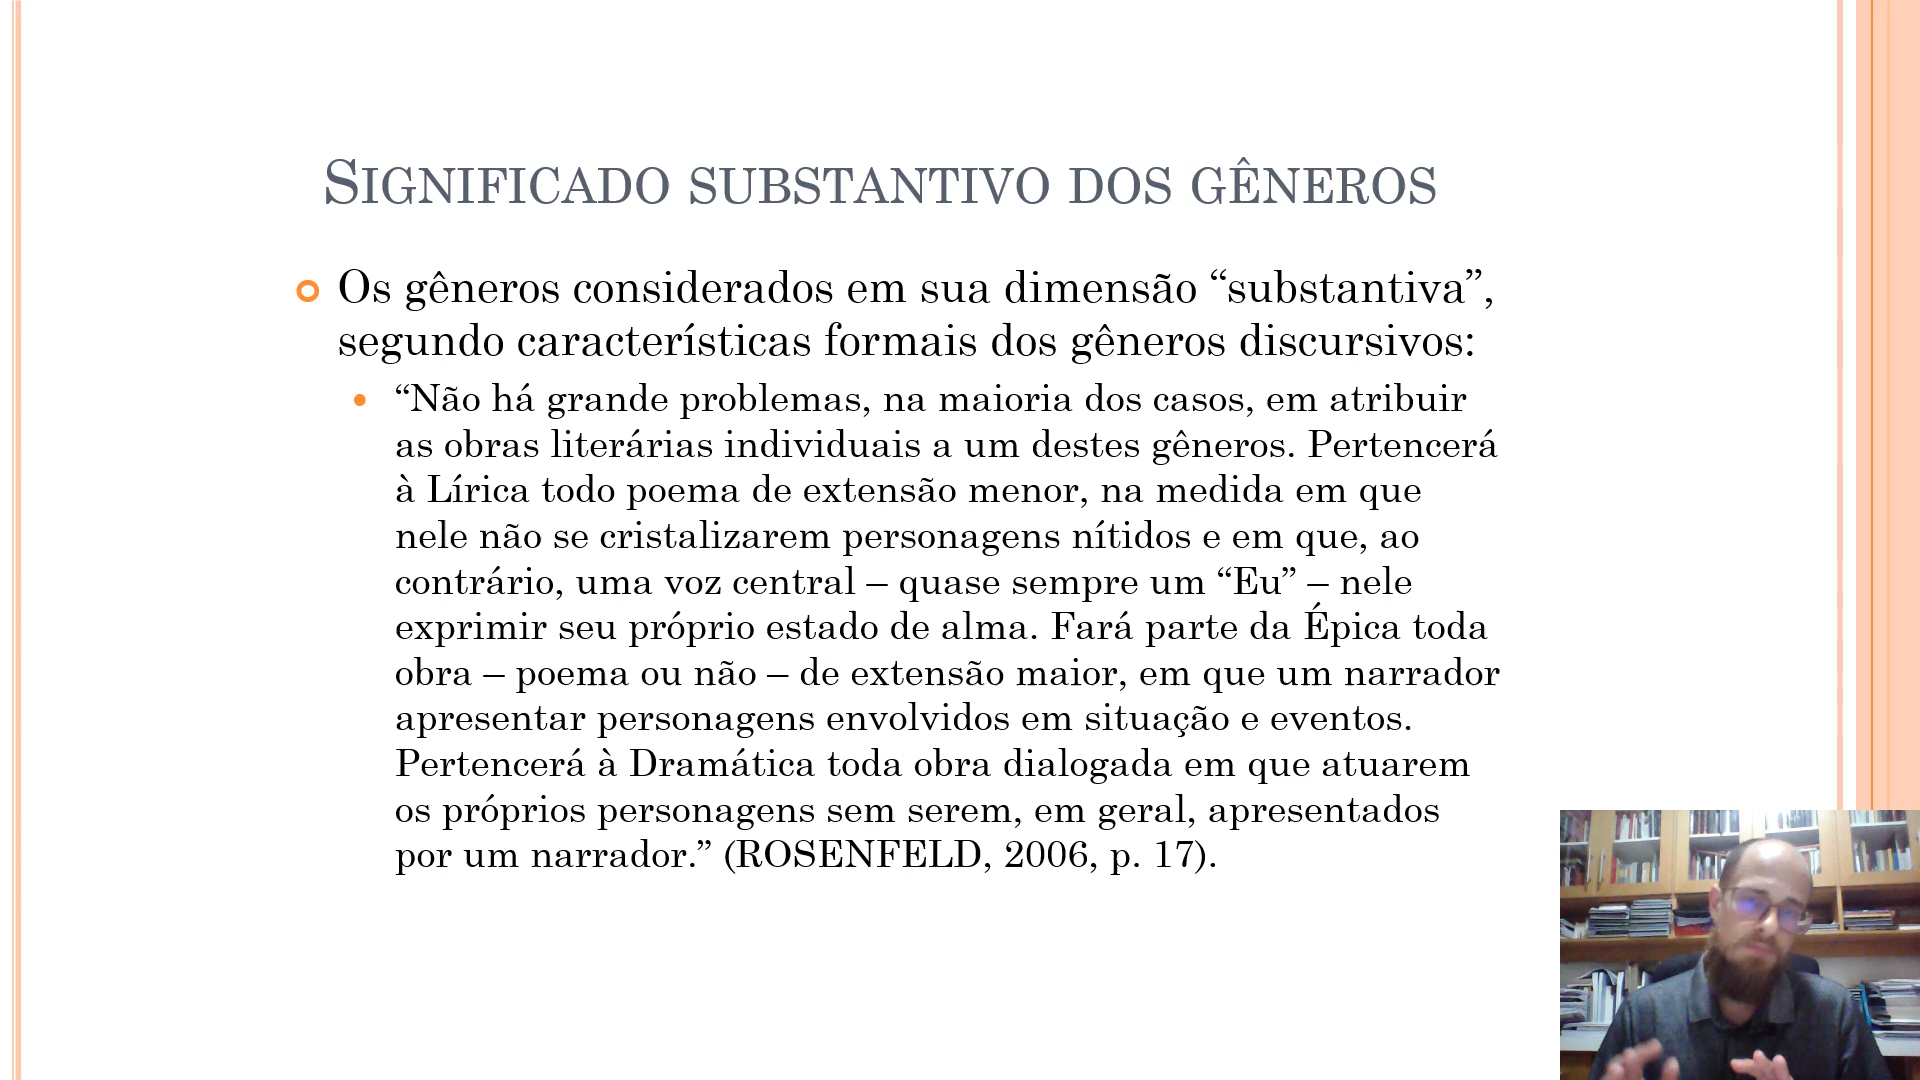 SIGNIFICADO SUBSTANTIVO DOS GÊNEROS
Os gêneros considerados em sua dimensão “substantiva”,
segundo características formais dos gêneros discursivos:
“Não há grande problemas, na maioria dos casos, em atribuir
as obras literárias individuais a um destes gêneros. Pertencerá
à Lírica todo poema de extensão menor, na medida em que
nele não se cristalizarem personagens nítidos e em que, ao
contrário, uma voz central – quase sempre um “Eu” – nele
exprimir seu próprio estado de alma. Fará parte da Épica toda
obra – poema ou não – de extensão maior, em que um narrador
apresentar personagens envolvidos em situação e eventos.
Pertencerá à Dramática toda obra dialogada em que atuarem
os próprios personagens sem serem, em geral, apresentados
por um narrador.” (ROSENFELD, 2006, p. 17).